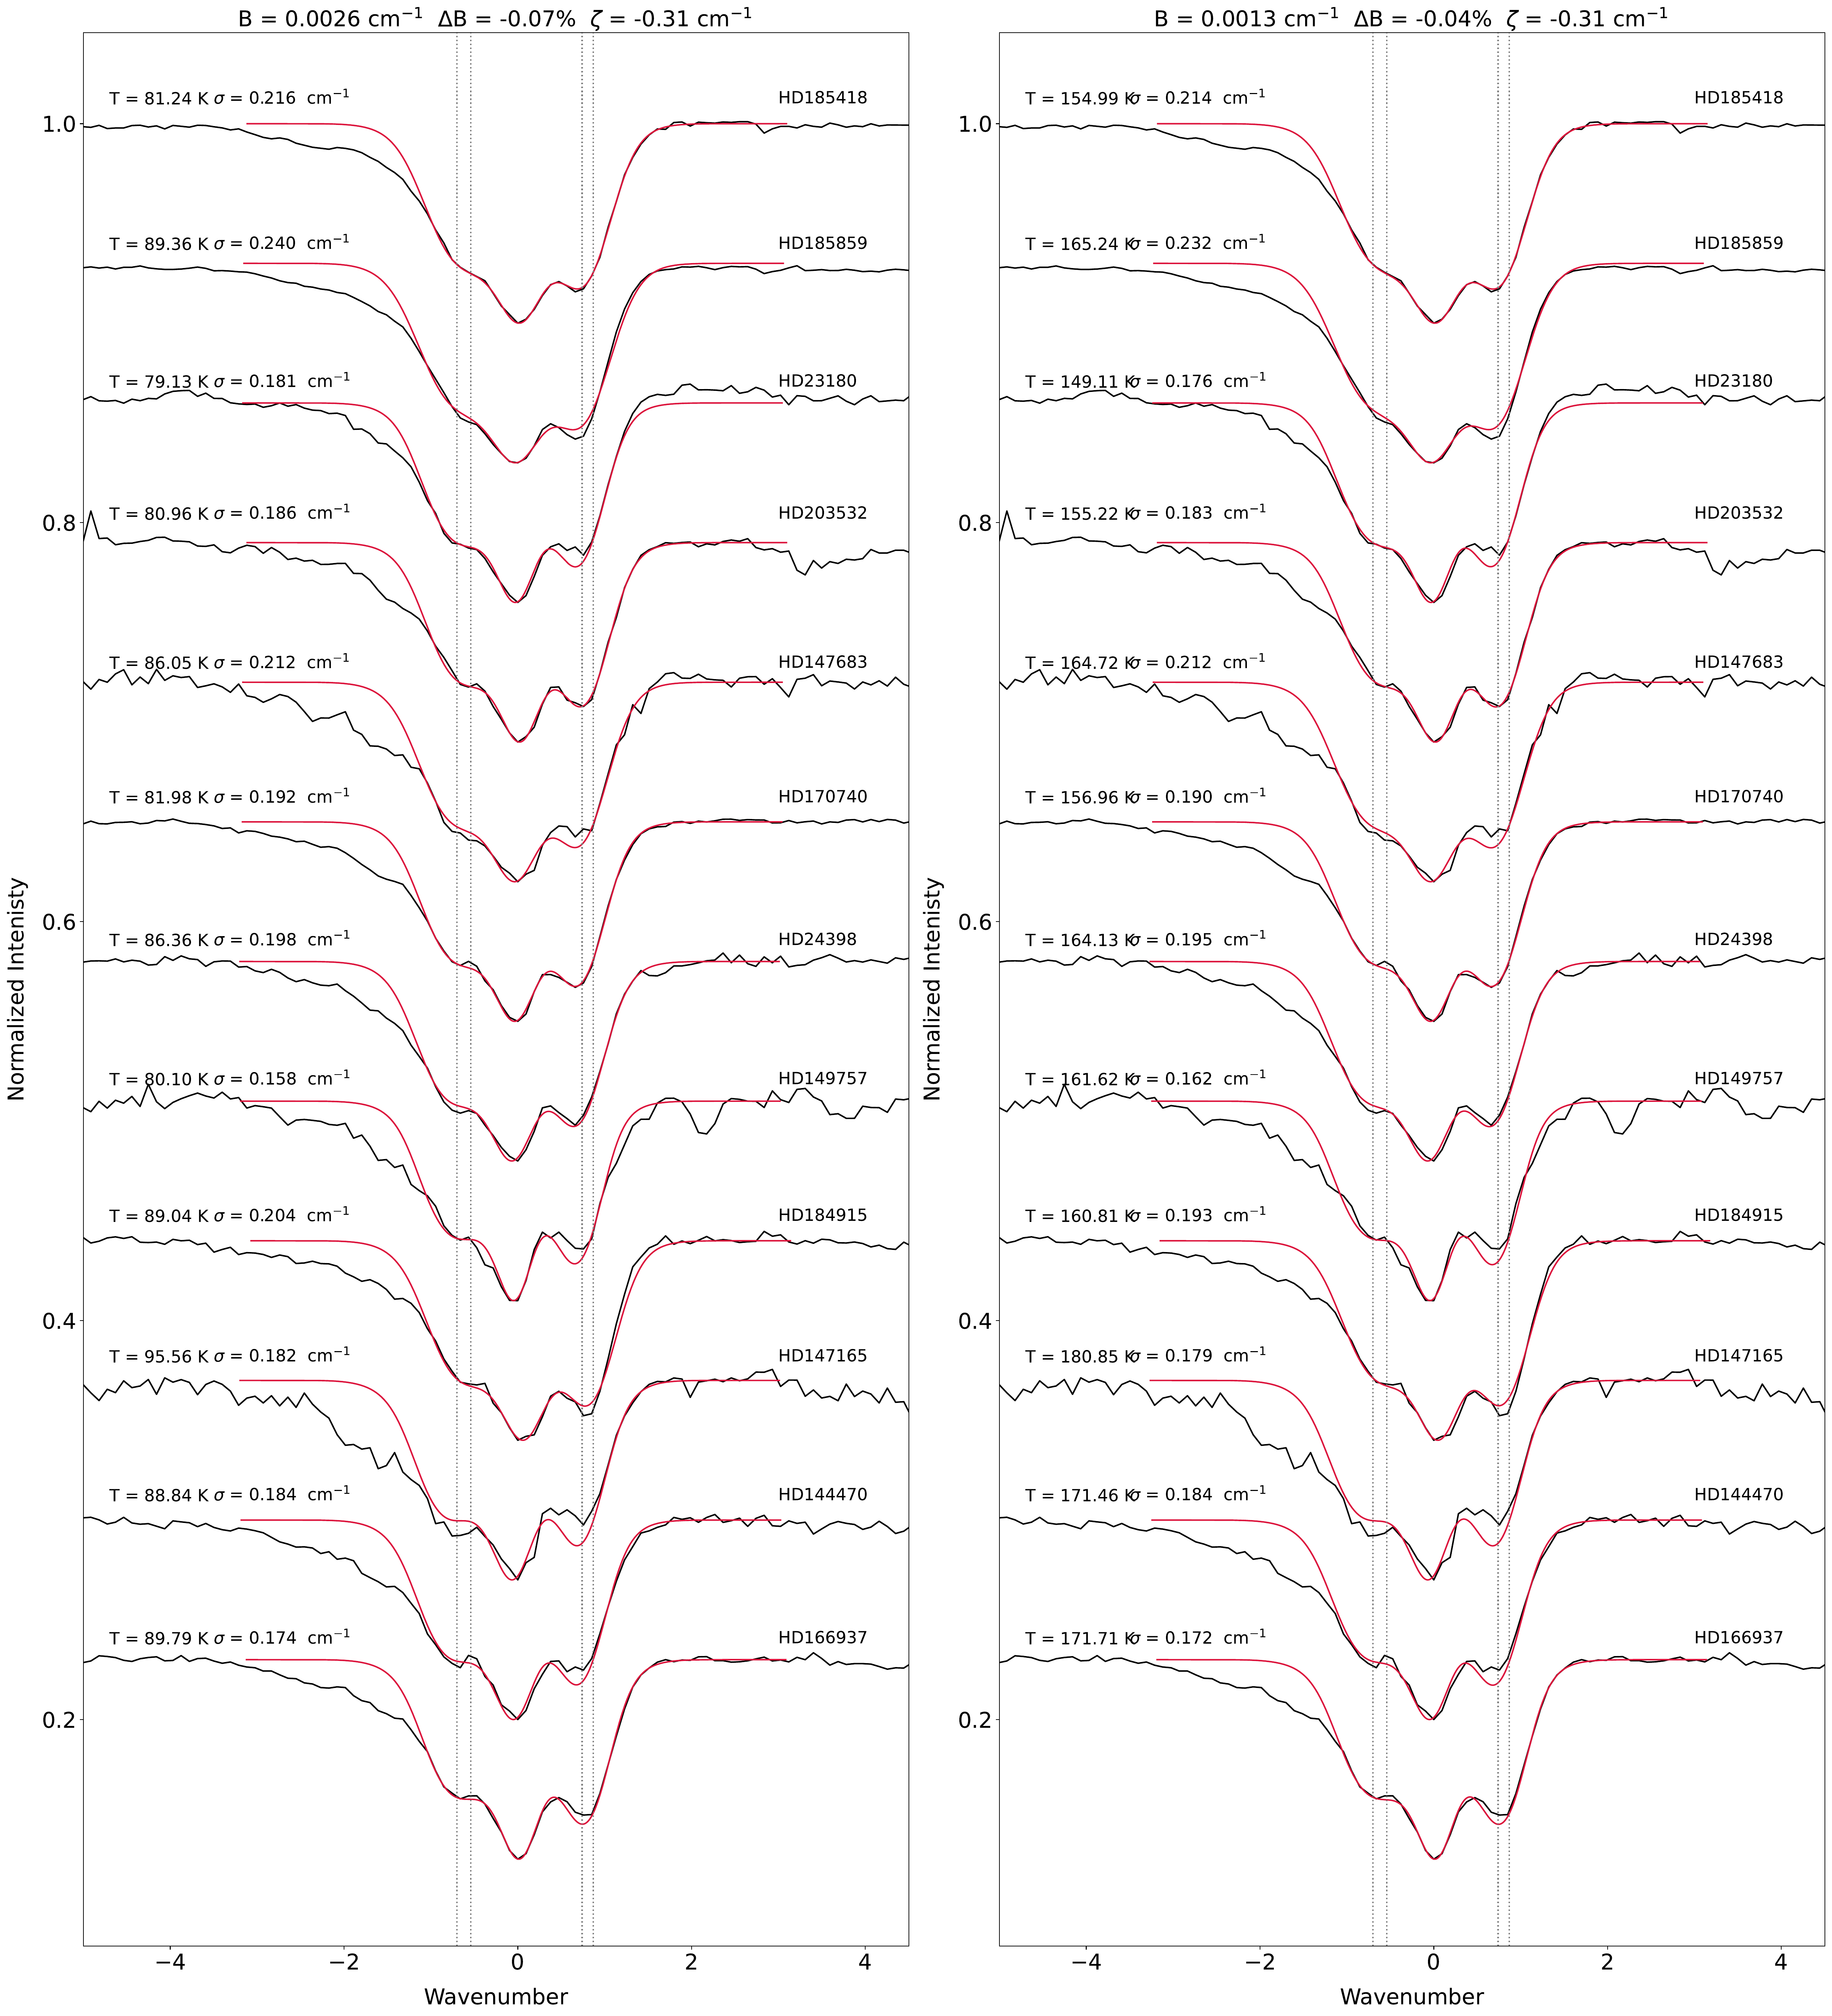 B = 0.0026 cm⁻¹ ΔB = -0.07% ζ = -0.31 cm⁻¹
T = 81.24 K σ = 0.216 cm⁻¹ HD185418
1.0
T = 89.36 K σ = 0.240 cm⁻¹ HD185859
T = 79.13 K σ = 0.181 cm⁻¹ HD23180
T = 80.96 K σ = 0.186 cm⁻¹ HD203532
0.8
T = 86.05 K σ = 0.212 cm⁻¹ HD147683
T = 81.98 K σ = 0.192 cm⁻¹ HD170740
0.6
T = 86.36 K σ = 0.198 cm⁻¹ HD24398
T = 80.10 K σ = 0.158 cm⁻¹ HD149757
T = 89.04 K σ = 0.204 cm⁻¹ HD184915
0.4
T = 95.56 K σ = 0.182 cm⁻¹ HD147165
T = 88.84 K σ = 0.184 cm⁻¹ HD144470
T = 89.79 K σ = 0.174 cm⁻¹ HD166937
0.2
Normalized Intenisty
−4 −2 0 2 4
Wavenumber
B = 0.0013 cm⁻¹ ΔB = -0.04% ζ = -0.31 cm⁻¹
T = 154.99 K σ = 0.214 cm⁻¹ HD185418
1.0
T = 165.24 K σ = 0.232 cm⁻¹ HD185859
T = 149.11 K σ = 0.176 cm⁻¹ HD23180
T = 155.22 K σ = 0.183 cm⁻¹ HD203532
0.8
T = 164.72 K σ = 0.212 cm⁻¹ HD147683
T = 156.96 K σ = 0.190 cm⁻¹ HD170740
0.6
T = 164.13 K σ = 0.195 cm⁻¹ HD24398
T = 161.62 K σ = 0.162 cm⁻¹ HD149757
T = 160.81 K σ = 0.193 cm⁻¹ HD184915
0.4
T = 180.85 K σ = 0.179 cm⁻¹ HD147165
T = 171.46 K σ = 0.184 cm⁻¹ HD144470
T = 171.71 K σ = 0.172 cm⁻¹ HD166937
0.2
Normalized Intenisty
−4 −2 0 2 4
Wavenumber